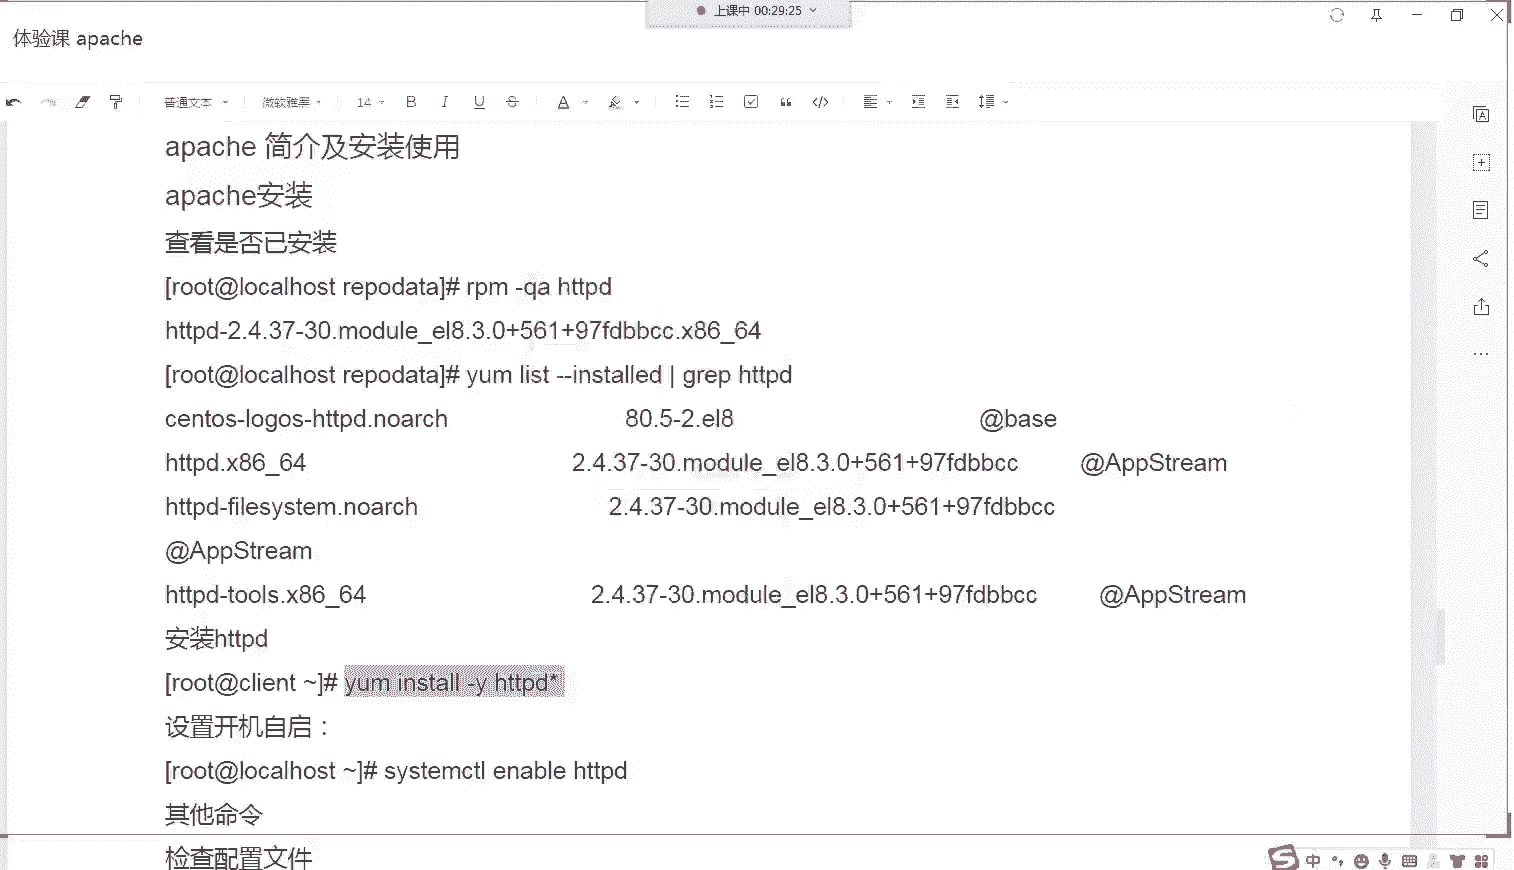 上课中 00:29:25
体验课 apache
普通文本 微软雅黑 14 B I U S A
apache 简介及安装使用
apache安装
查看是否已安装
[root@localhost repodata]# rpm -qa httpd
httpd-2.4.37-30.module_el8.3.0+561+97fdbbcc.x86_64
[root@localhost repodata]# yum list --installed | grep httpd
centos-logos-httpd.noarch 80.5-2.el8 @base
httpd.x86_64 2.4.37-30.module_el8.3.0+561+97fdbbcc @AppStream
httpd-filesystem.noarch 2.4.37-30.module_el8.3.0+561+97fdbbcc
@AppStream
httpd-tools.x86_64 2.4.37-30.module_el8.3.0+561+97fdbbcc @AppStream
安装httpd
[root@client ~]# yum install -y httpd*
设置开机自启：
[root@localhost ~]# systemctl enable httpd
其他命令
检查配置文件
中